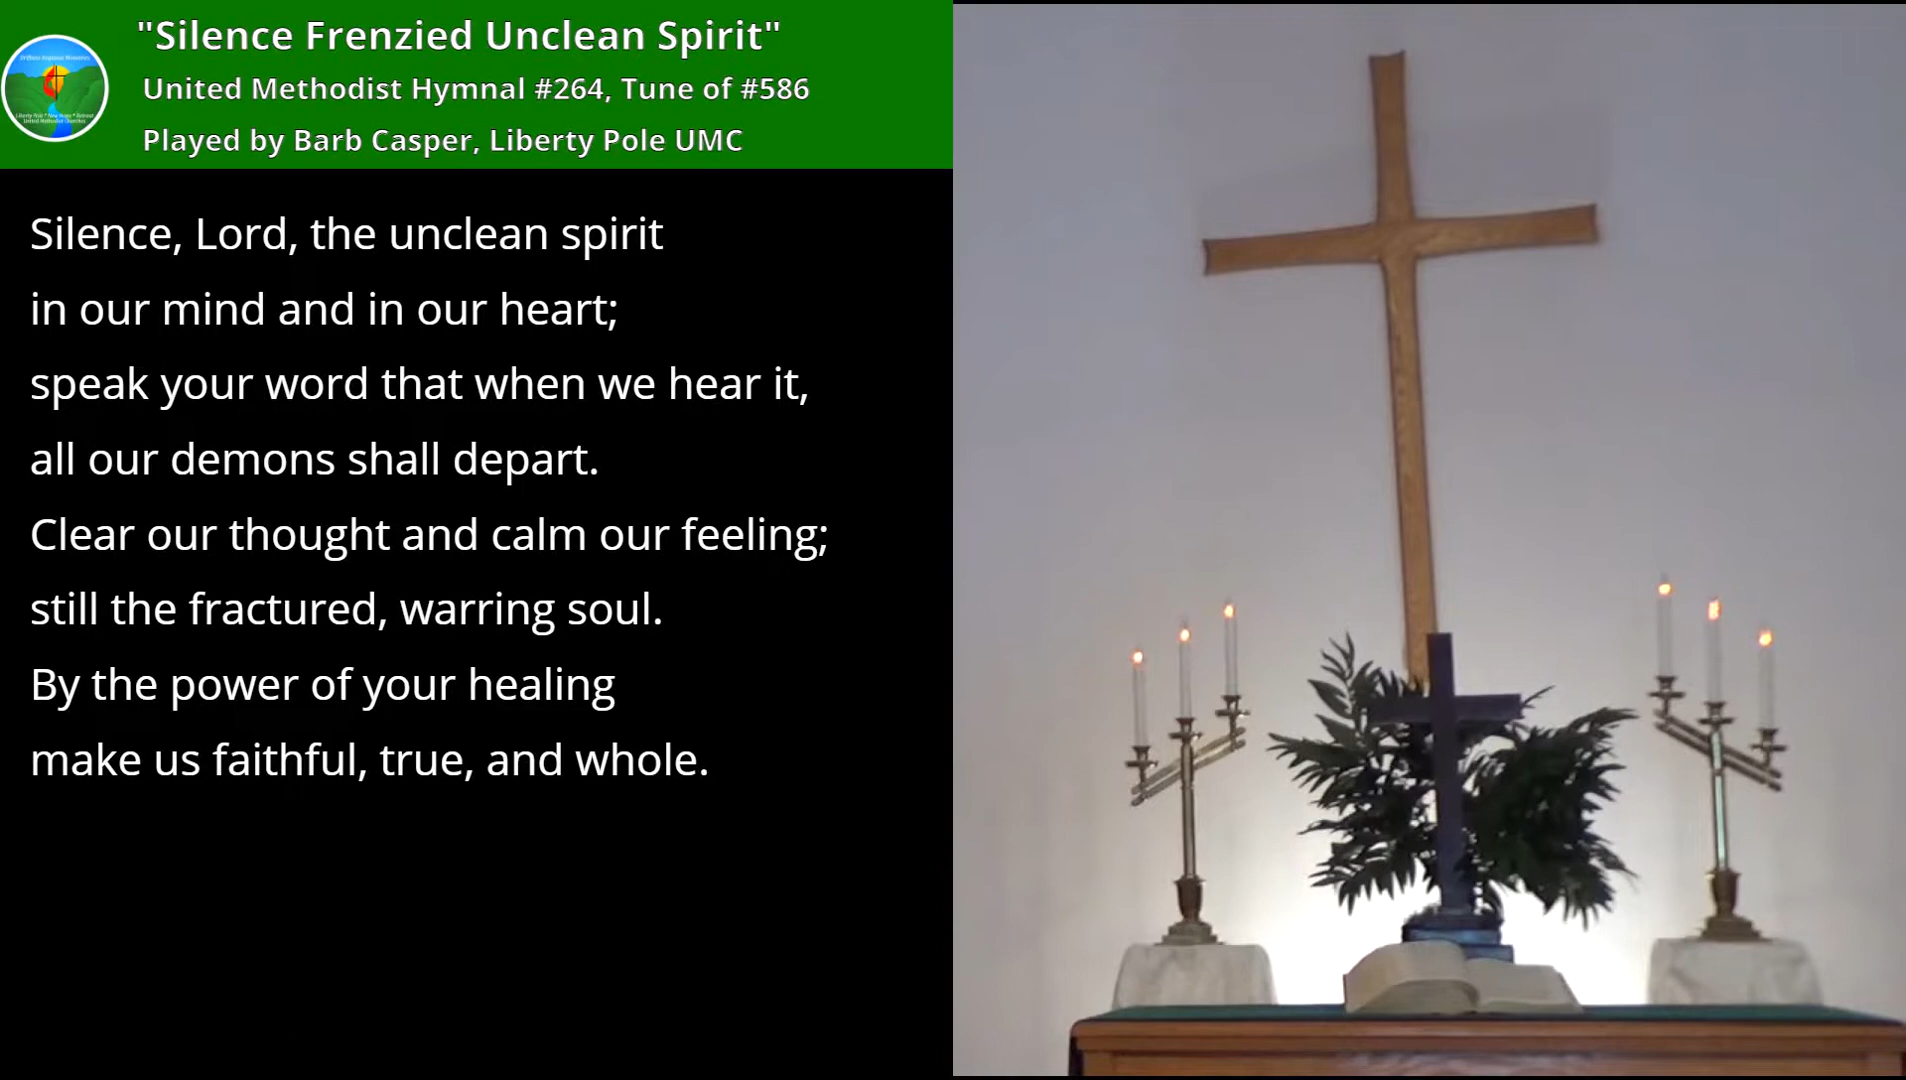 "Silence Frenzied Unclean Spirit"
United Methodist Hymnal #264, Tune of #586
Played by Barb Casper, Liberty Pole UMC
Silence, Lord, the unclean spirit
in our mind and in our heart;
speak your word that when we hear it,
all our demons shall depart.
Clear our thought and calm our feeling;
still the fractured, warring soul.
By the power of your healing
make us faithful, true, and whole.